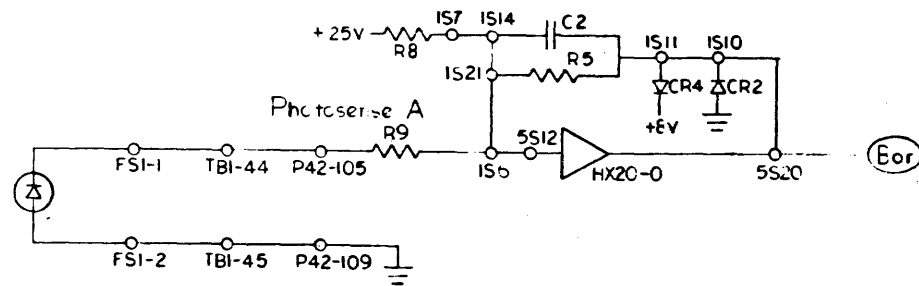 1S7 1S14 C2
+25V R8
1S21 R5 1S11 1S10
CR4 CR2
+8V
Photosense A
R9 5S12
FS1-1 TB1-44 P42-105 1S6 HX20-0 5S20 Eor
FS1-2 TB1-45 P42-109